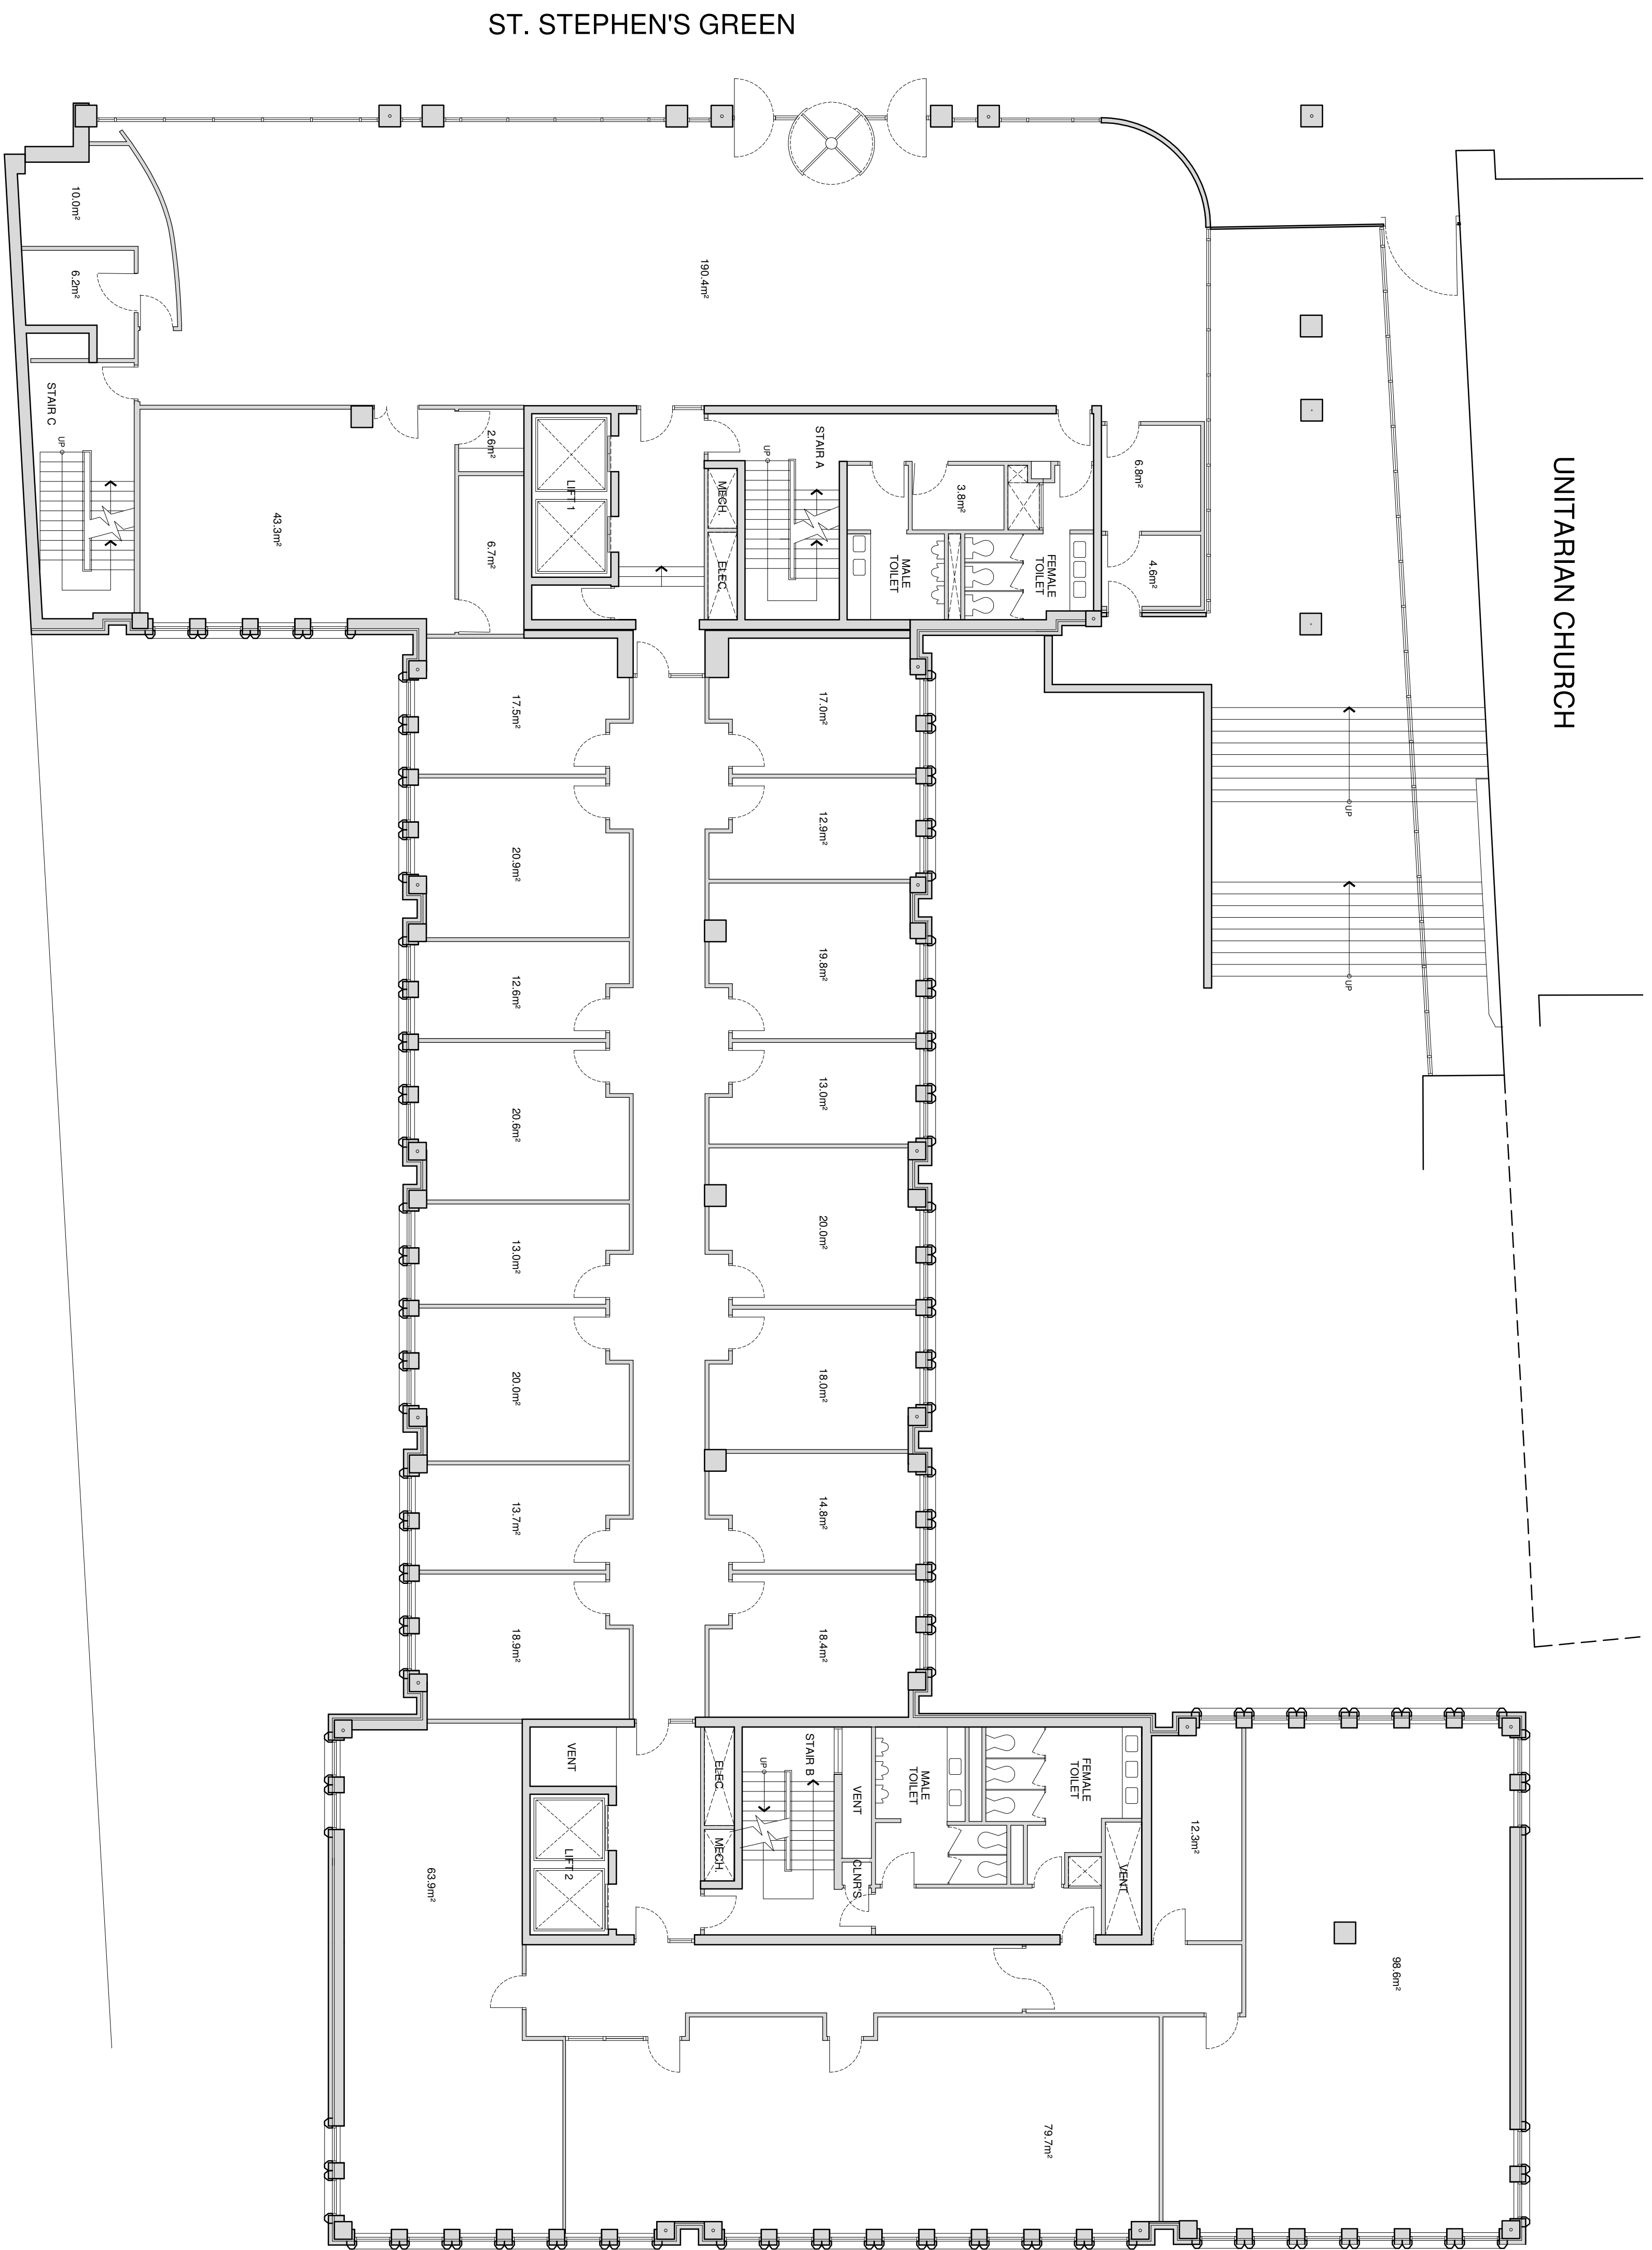 ST. STEPHEN'S GREEN
UNITARIAN CHURCH
10.0m²
6.2m²
190.4m²
STAIR C
UP
43.3m²
2.6m²
6.7m²
LIFT 1
MECH.
ELEC.
STAIR A
UP
3.8m²
MALE
TOILET
FEMALE
TOILET
6.8m²
4.6m²
UP
UP
17.5m²
17.0m²
20.9m²
12.9m²
12.6m²
19.8m²
20.6m²
13.0m²
13.0m²
20.0m²
20.0m²
18.0m²
13.7m²
14.8m²
18.9m²
18.4m²
VENT
LIFT 2
ELEC.
MECH.
UP
STAIR B
VENT
CLNR'S
MALE
TOILET
FEMALE
TOILET
VENT
12.3m²
63.9m²
98.6m²
79.7m²